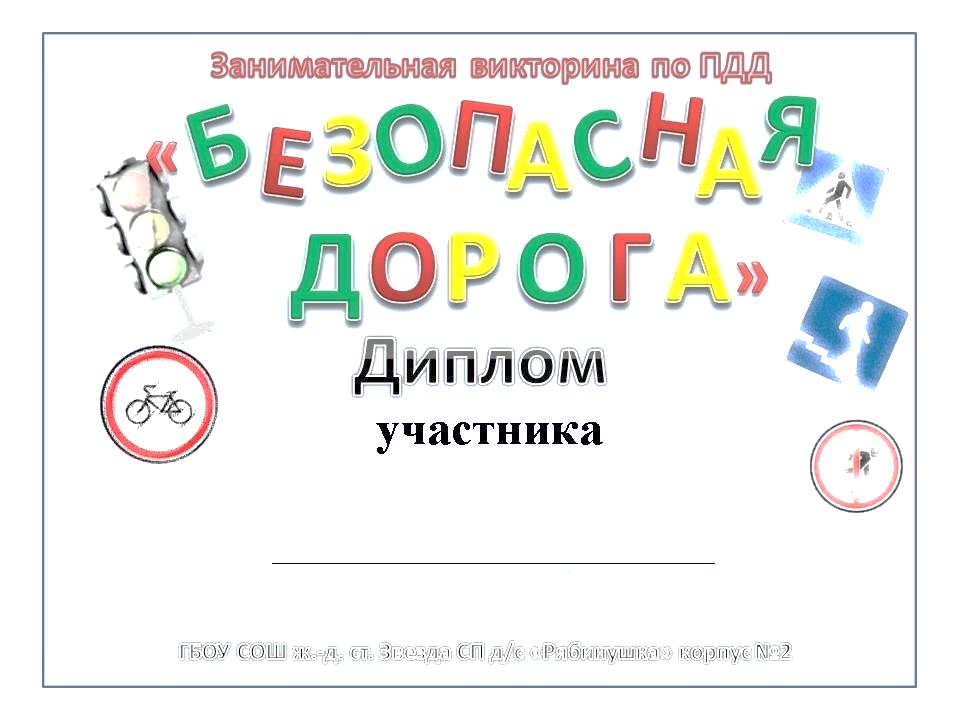 Занимательная викторина по ПДД
«БЕЗОПАСНАЯ
ДОРОГА»
Диплом
участника
ГБОУ СОШ ж.-д. ст. Звезда СП д/с «Рябинушка» корпус №2